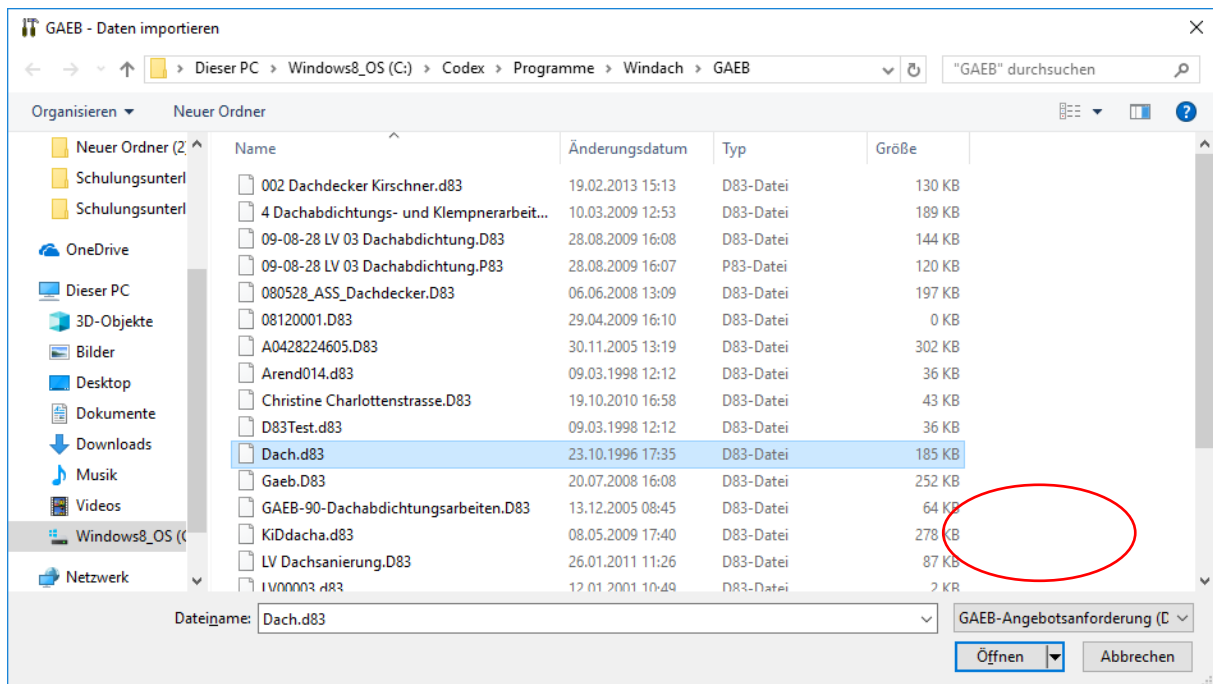 GAEB - Daten importieren
Dieser PC > Windows8_OS (C:) > Codex > Programme > Windach > GAEB
"GAEB" durchsuchen
Organisieren
Neuer Ordner
Neuer Ordner (2)
Schulungsunterl
Schulungsunterl
OneDrive
Dieser PC
3D-Objekte
Bilder
Desktop
Dokumente
Downloads
Musik
Videos
Windows8_OS (C
Netzwerk
Name Änderungsdatum Typ Größe
002 Dachdecker Kirschner.d83 19.02.2013 15:13 D83-Datei 130 KB
4 Dachabdichtungs- und Klempnerarbeit... 10.03.2009 12:53 D83-Datei 189 KB
09-08-28 LV 03 Dachabdichtung.D83 28.08.2009 16:08 D83-Datei 144 KB
09-08-28 LV 03 Dachabdichtung.P83 28.08.2009 16:07 P83-Datei 120 KB
080528_ASS_Dachdecker.D83 06.06.2008 13:09 D83-Datei 197 KB
08120001.D83 29.04.2009 16:10 D83-Datei 0 KB
A0428224605.D83 30.11.2005 13:19 D83-Datei 302 KB
Arend014.d83 09.03.1998 12:12 D83-Datei 36 KB
Christine Charlottenstrasse.D83 19.10.2010 16:58 D83-Datei 43 KB
D83Test.d83 09.03.1998 12:12 D83-Datei 36 KB
Dach.d83 23.10.1996 17:35 D83-Datei 185 KB
Gaeb.D83 20.07.2008 16:08 D83-Datei 252 KB
GAEB-90-Dachabdichtungsarbeiten.D83 13.12.2005 08:45 D83-Datei 64 KB
KiDdacha.d83 08.05.2009 17:40 D83-Datei 278 KB
LV Dachsanierung.D83 26.01.2011 11:26 D83-Datei 87 KB
LV00003.d83 12.01.2001 10:49 D83-Datei 2 KB
Dateiname: Dach.d83
GAEB-Angebotsanforderung (D
Öffnen
Abbrechen